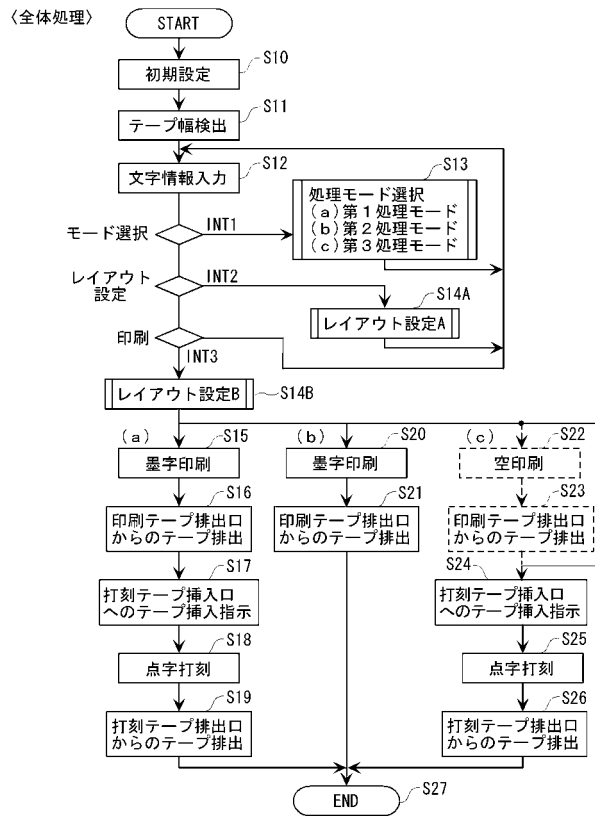 〈全体処理〉
START
S10
初期設定
S11
テープ幅検出
S12
文字情報入力
S13
処理モード選択
(a)第1処理モード
(b)第2処理モード
(c)第3処理モード
モード選択
INT1
レイアウト
設定
INT2
S14A
レイアウト設定A
印刷
INT3
レイアウト設定B
S14B
(a)
S15
墨字印刷
S16
印刷テープ排出口
からのテープ排出
S17
打刻テープ挿入口
へのテープ挿入指示
S18
点字打刻
S19
打刻テープ排出口
からのテープ排出
(b)
S20
墨字印刷
S21
印刷テープ排出口
からのテープ排出
(c)
S22
空印刷
S23
印刷テープ排出口
からのテープ排出
S24
打刻テープ挿入口
へのテープ挿入指示
S25
点字打刻
S26
打刻テープ排出口
からのテープ排出
END
S27